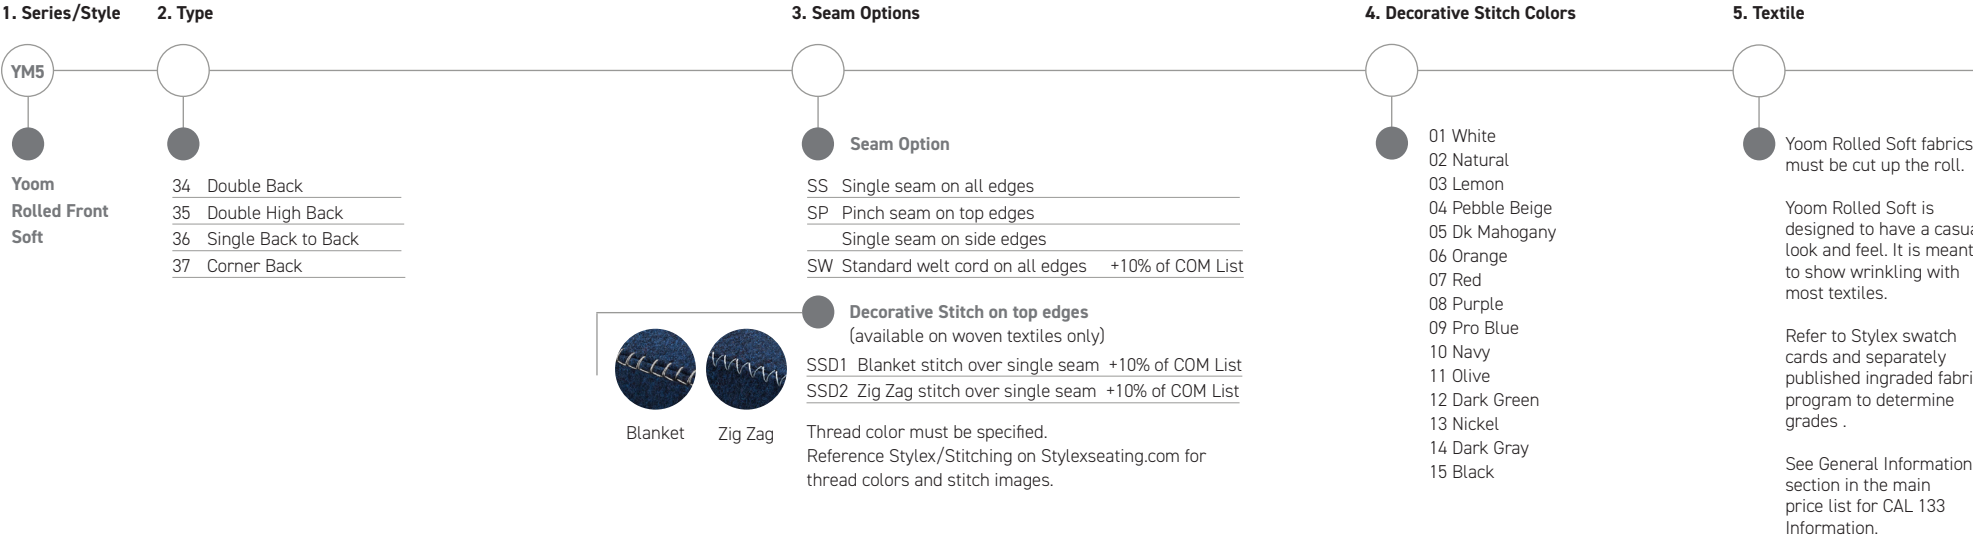 1. Series/Style
2. Type
3. Seam Options
4. Decorative Stitch Colors
5. Textile
YM5
Yoom
Rolled Front
Soft
34 Double Back
35 Double High Back
36 Single Back to Back
37 Corner Back
Seam Option
SS Single seam on all edges
SP Pinch seam on top edges
Single seam on side edges
SW Standard welt cord on all edges +10% of COM List
Decorative Stitch on top edges
(available on woven textiles only)
SSD1 Blanket stitch over single seam +10% of COM List
SSD2 Zig Zag stitch over single seam +10% of COM List
Blanket
Zig Zag
Thread color must be specified.
Reference Stylex/Stitching on Stylexseating.com for
thread colors and stitch images.
01 White
02 Natural
03 Lemon
04 Pebble Beige
05 Dk Mahogany
06 Orange
07 Red
08 Purple
09 Pro Blue
10 Navy
11 Olive
12 Dark Green
13 Nickel
14 Dark Gray
15 Black
Yoom Rolled Soft fabrics
must be cut up the roll.
Yoom Rolled Soft is
designed to have a casua
look and feel. It is meant
to show wrinkling with
most textiles.
Refer to Stylex swatch
cards and separately
published ingraded fabri
program to determine
grades .
See General Information
section in the main
price list for CAL 133
Information.